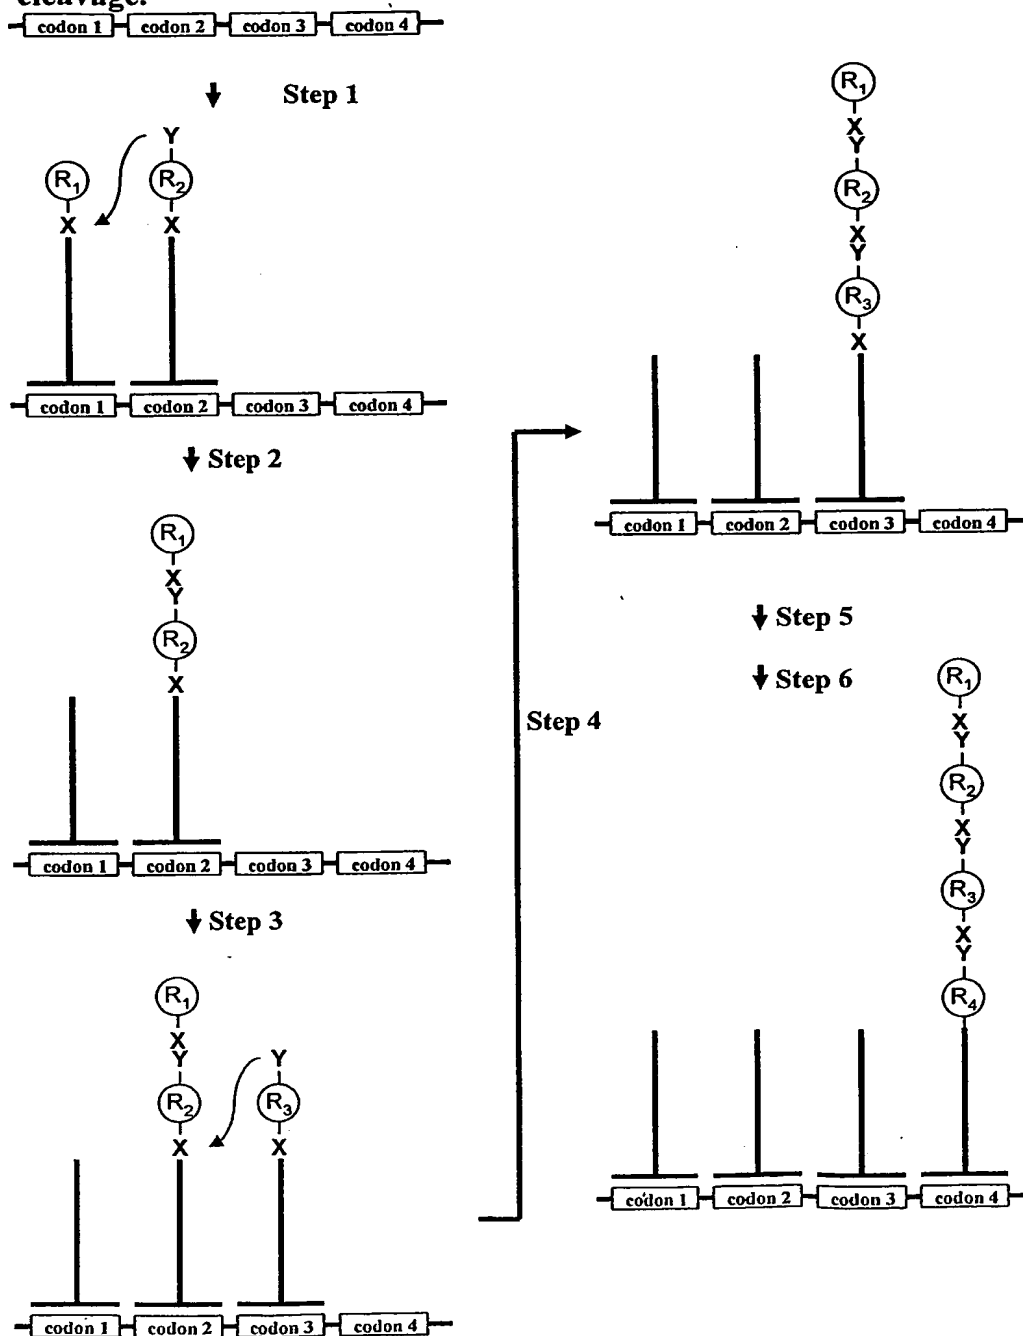 cleavage.
codon 1 codon 2 codon 3 codon 4
Step 1
Y
R1 R2
X X
codon 1 codon 2 codon 3 codon 4
Step 2
R1
X
Y
R2
X
codon 1 codon 2 codon 3 codon 4
Step 3
R1
X
Y Y
R2 R3
X X
codon 1 codon 2 codon 3 codon 4
Step 4
R1
X
Y
R2
X
Y
R3
X
codon 1 codon 2 codon 3 codon 4
Step 5
Step 6
R1
X
Y
R2
X
Y
R3
X
Y
R4
codon 1 codon 2 codon 3 codon 4